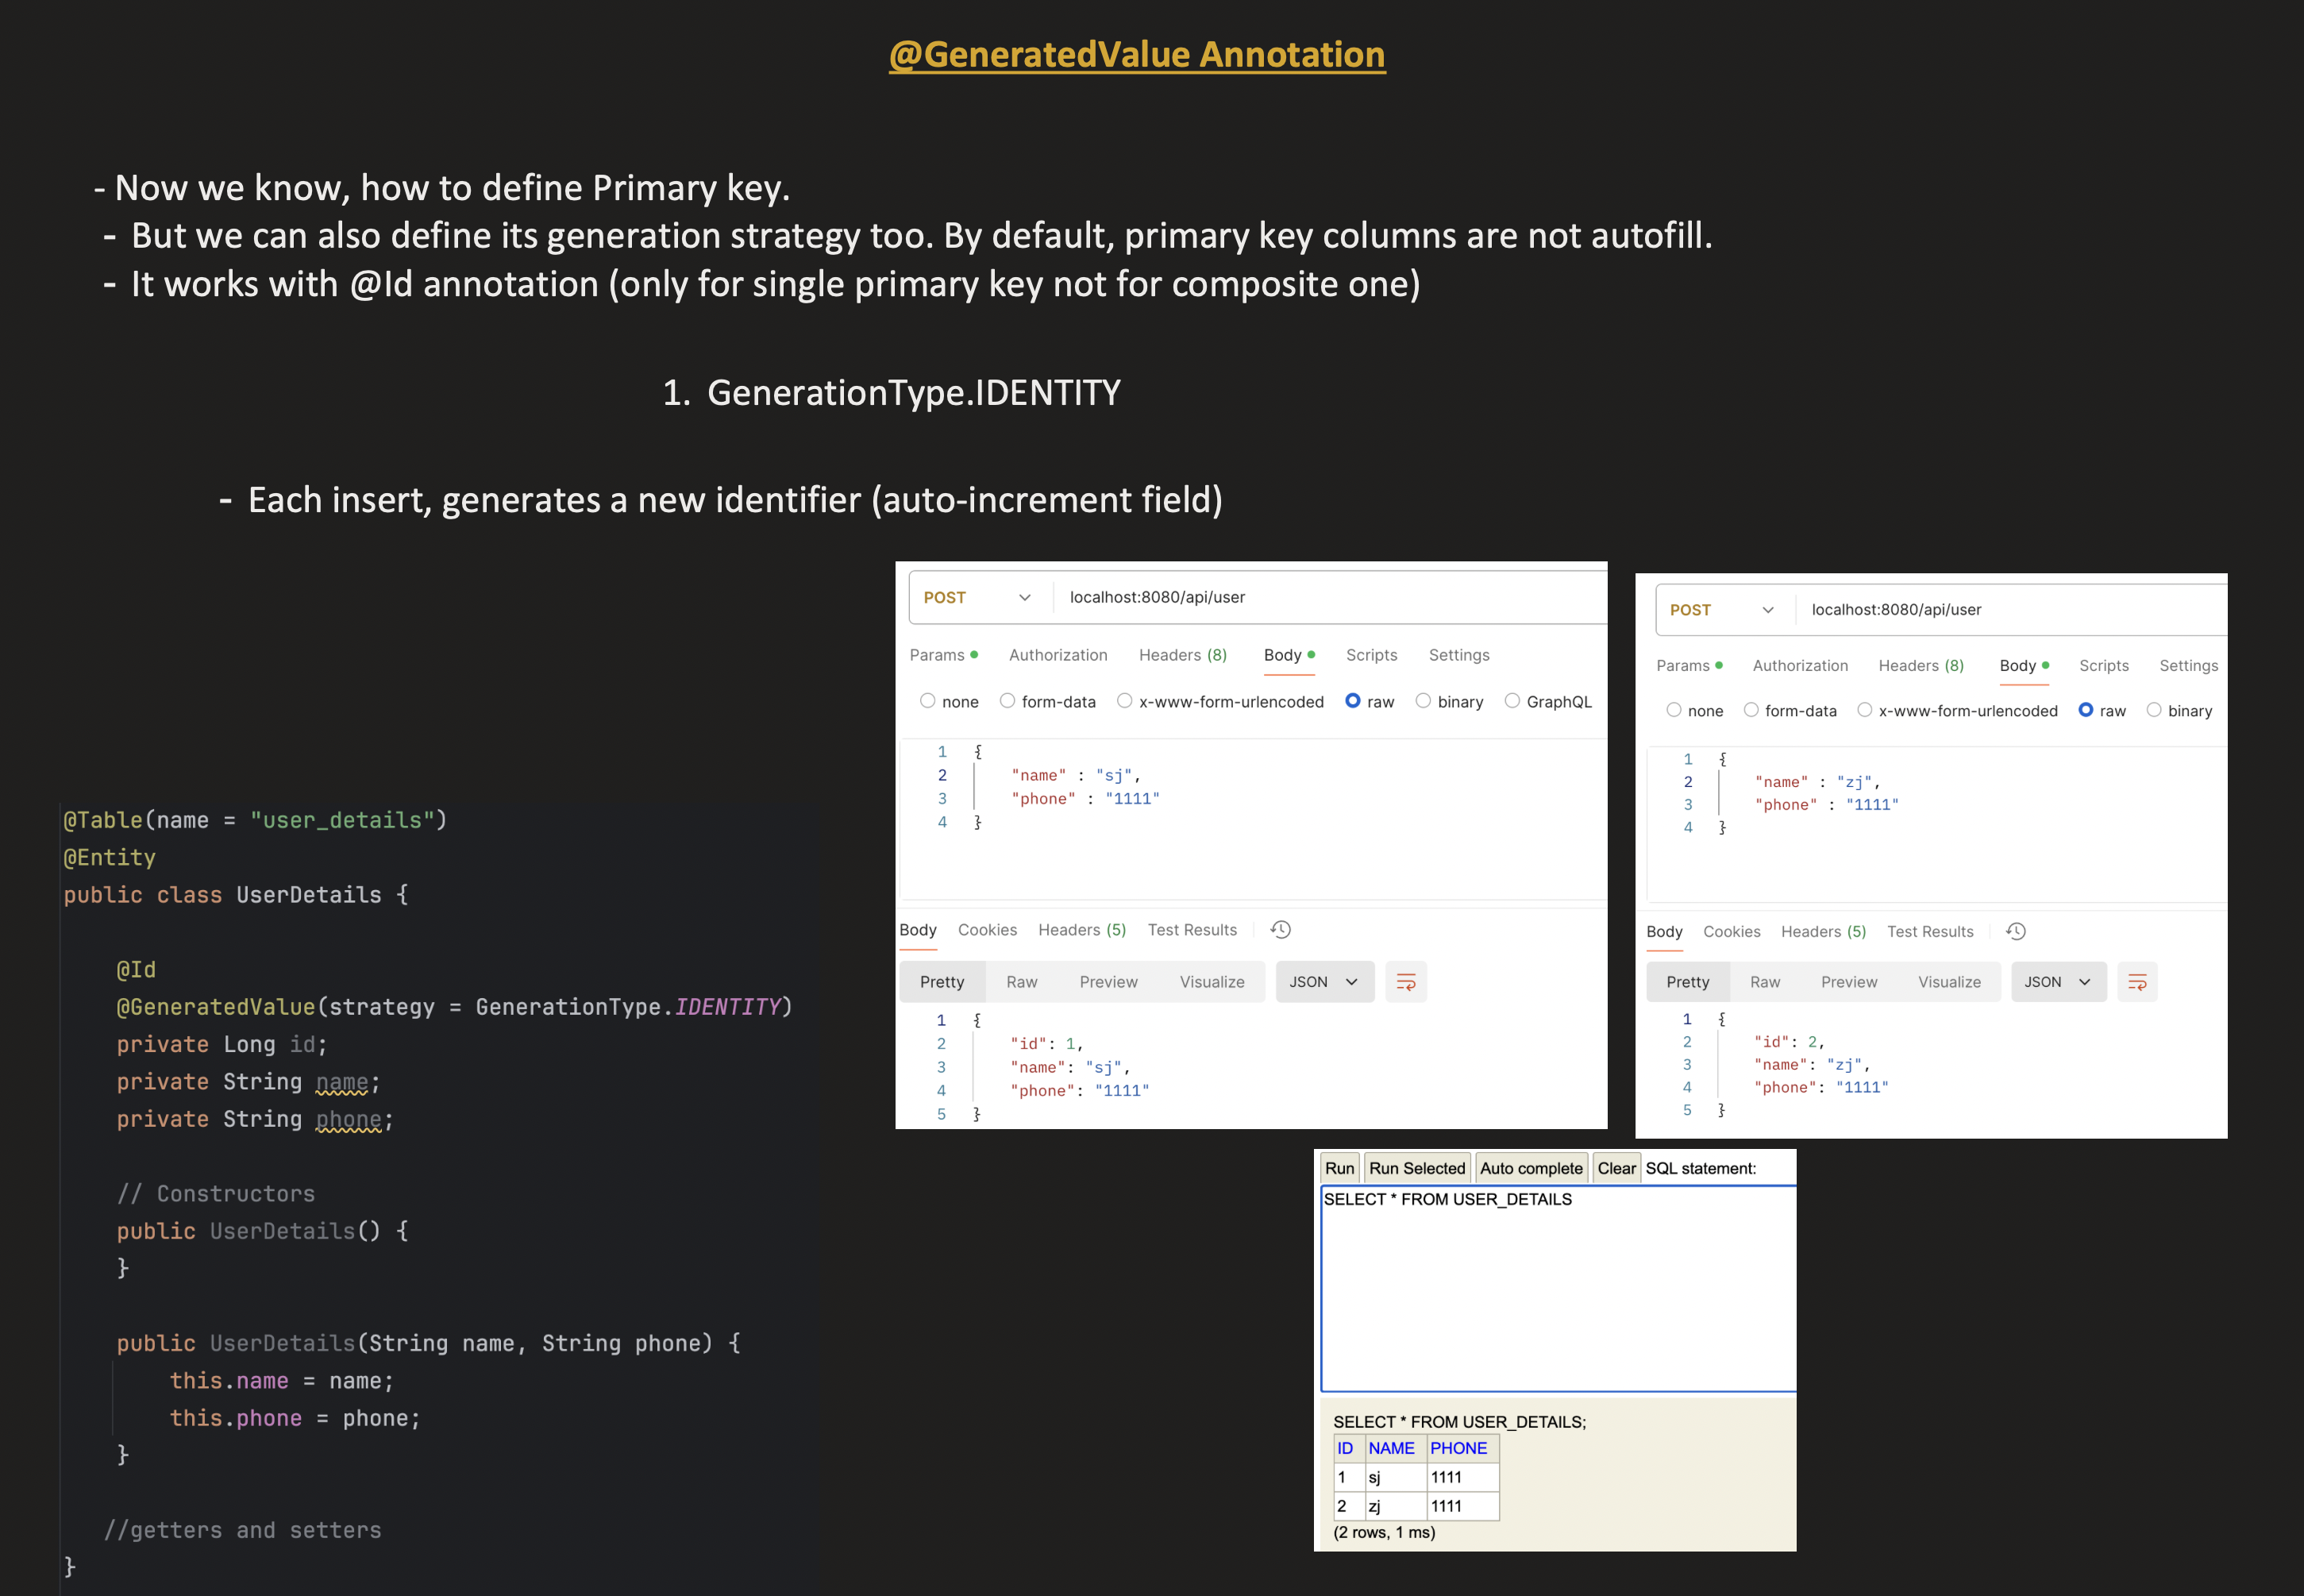 @GeneratedValue Annotation
- Now we know, how to define Primary key.
- But we can also define its generation strategy too. By default, primary key columns are not autofill.
- It works with @Id annotation (only for single primary key not for composite one)
1. GenerationType.IDENTITY
- Each insert, generates a new identifier (auto-increment field)
@Table(name = "user_details")
@Entity
public class UserDetails {
@Id
@GeneratedValue(strategy = GenerationType.IDENTITY)
private Long id;
private String name;
private String phone;
// Constructors
public UserDetails() {
}
public UserDetails(String name, String phone) {
this.name = name;
this.phone = phone;
}
//getters and setters
}
POST localhost:8080/api/user
Params Authorization Headers (8) Body Scripts Settings
none form-data x-www-form-urlencoded raw binary GraphQL
1 {
2 "name" : "sj",
3 "phone" : "1111"
4 }
Body Cookies Headers (5) Test Results
Pretty Raw Preview Visualize JSON
1 {
2 "id": 1,
3 "name": "sj",
4 "phone": "1111"
5 }
POST localhost:8080/api/user
Params Authorization Headers (8) Body Scripts Settings
none form-data x-www-form-urlencoded raw binary
1 {
2 "name" : "zj",
3 "phone" : "1111"
4 }
Body Cookies Headers (5) Test Results
Pretty Raw Preview Visualize JSON
1 {
2 "id": 2,
3 "name": "zj",
4 "phone": "1111"
5 }
Run Run Selected Auto complete Clear SQL statement:
SELECT * FROM USER_DETAILS
SELECT * FROM USER_DETAILS;
ID NAME PHONE
1 sj 1111
2 zj 1111
(2 rows, 1 ms)